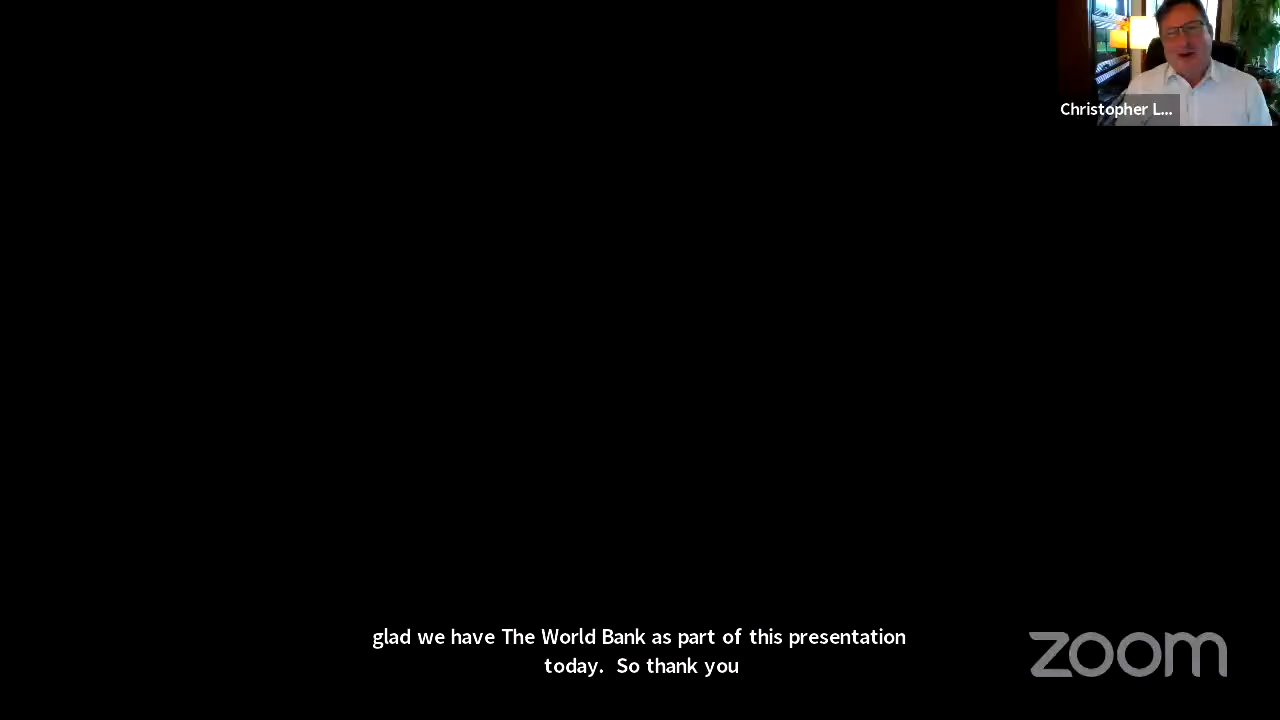 Christopher L...
glad we have The World Bank as part of this presentation
today.  So thank you
zoom